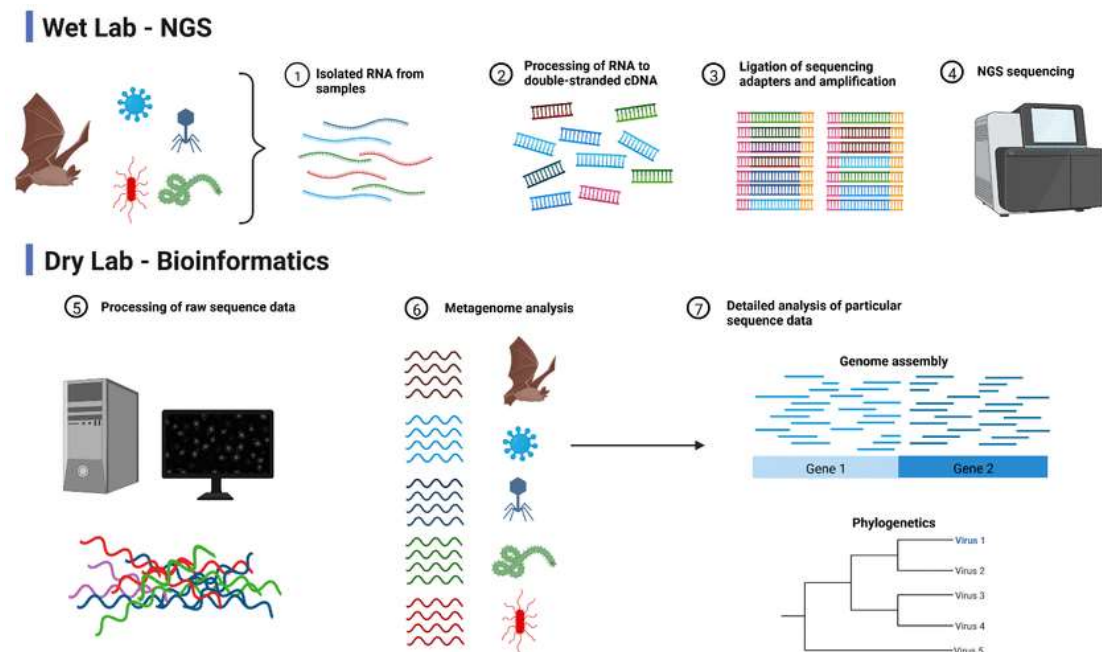 Wet Lab - NGS
1 Isolated RNA from
samples
2 Processing of RNA to
double-stranded cDNA
3 Ligation of sequencing
adapters and amplification
4 NGS sequencing
Dry Lab - Bioinformatics
5 Processing of raw sequence data
6 Metagenome analysis
7 Detailed analysis of particular
sequence data
Genome assembly
Gene 1
Gene 2
Phylogenetics
Virus 1
Virus 2
Virus 3
Virus 4
Virus 5